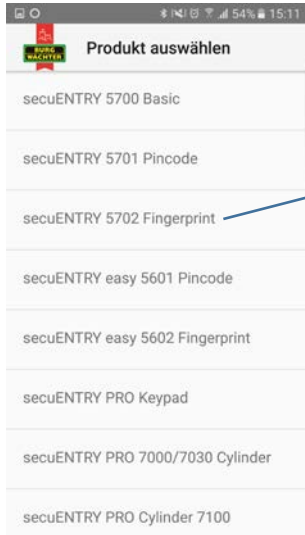 54% 15:11
BURG
WÄCHTER
Produkt auswählen
secuENTRY 5700 Basic
secuENTRY 5701 Pincode
secuENTRY 5702 Fingerprint
secuENTRY easy 5601 Pincode
secuENTRY easy 5602 Fingerprint
secuENTRY PRO Keypad
secuENTRY PRO 7000/7030 Cylinder
secuENTRY PRO Cylinder 7100